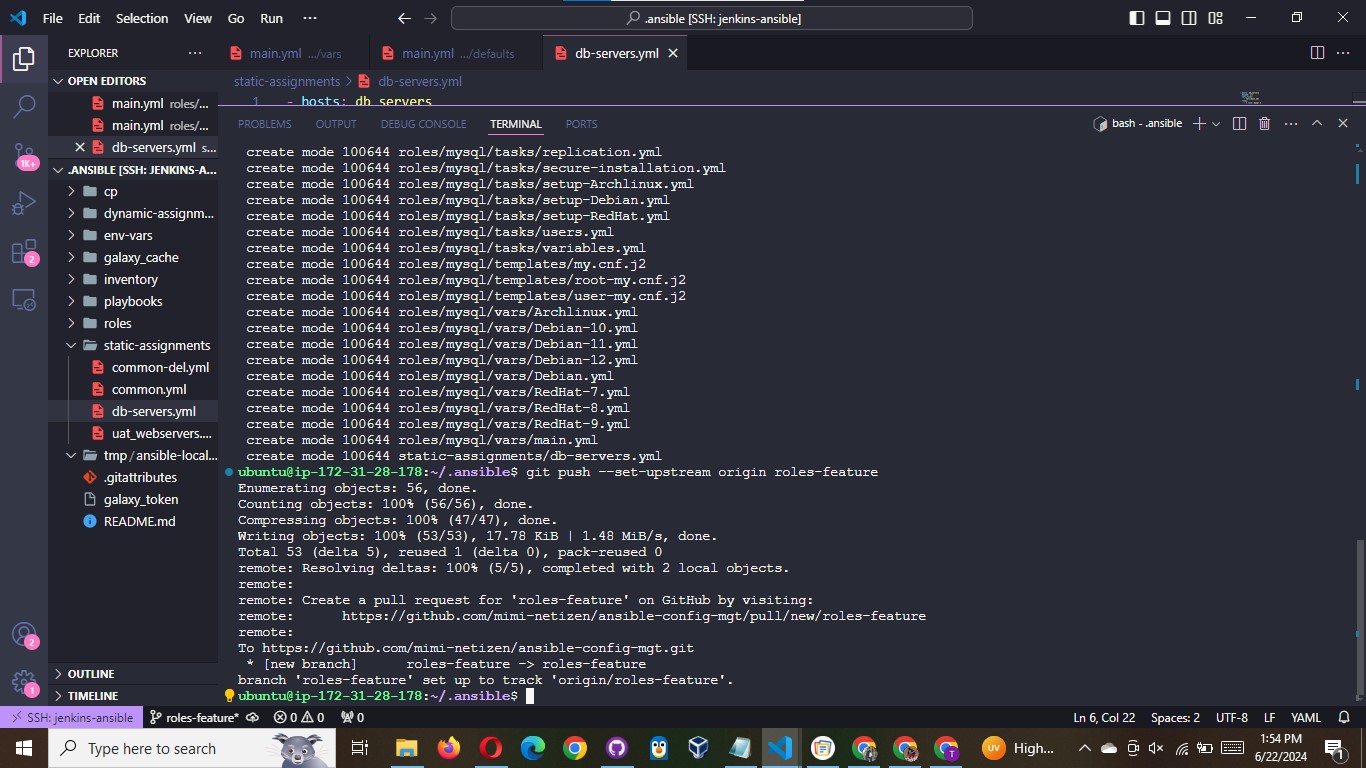 File Edit Selection View Go Run ··· .ansible [SSH: jenkins-ansible]
EXPLORER ···
main.yml .../vars main.yml .../defaults db-servers.yml
OPEN EDITORS
static-assignments > db-servers.yml
main.yml roles/...
1 - hosts: db_servers
main.yml roles/...
PROBLEMS OUTPUT DEBUG CONSOLE TERMINAL PORTS bash - .ansible
db-servers.yml s...
1K+
.ANSIBLE [SSH: JENKINS-A...
cp
dynamic-assignm...
env-vars
2
galaxy_cache
inventory
playbooks
roles
static-assignments
common-del.yml
common.yml
db-servers.yml
uat_webservers....
tmp / ansible-local...
.gitattributes
galaxy_token
README.md
2
OUTLINE
1
TIMELINE
create mode 100644 roles/mysql/tasks/replication.yml
create mode 100644 roles/mysql/tasks/secure-installation.yml
create mode 100644 roles/mysql/tasks/setup-Archlinux.yml
create mode 100644 roles/mysql/tasks/setup-Debian.yml
create mode 100644 roles/mysql/tasks/setup-RedHat.yml
create mode 100644 roles/mysql/tasks/users.yml
create mode 100644 roles/mysql/tasks/variables.yml
create mode 100644 roles/mysql/templates/my.cnf.j2
create mode 100644 roles/mysql/templates/root-my.cnf.j2
create mode 100644 roles/mysql/templates/user-my.cnf.j2
create mode 100644 roles/mysql/vars/Archlinux.yml
create mode 100644 roles/mysql/vars/Debian-10.yml
create mode 100644 roles/mysql/vars/Debian-11.yml
create mode 100644 roles/mysql/vars/Debian-12.yml
create mode 100644 roles/mysql/vars/Debian.yml
create mode 100644 roles/mysql/vars/RedHat-7.yml
create mode 100644 roles/mysql/vars/RedHat-8.yml
create mode 100644 roles/mysql/vars/RedHat-9.yml
create mode 100644 roles/mysql/vars/main.yml
create mode 100644 static-assignments/db-servers.yml
ubuntu@ip-172-31-28-178:~/.ansible$ git push --set-upstream origin roles-feature
Enumerating objects: 56, done.
Counting objects: 100% (56/56), done.
Compressing objects: 100% (47/47), done.
Writing objects: 100% (53/53), 17.78 KiB | 1.48 MiB/s, done.
Total 53 (delta 5), reused 1 (delta 0), pack-reused 0
remote: Resolving deltas: 100% (5/5), completed with 2 local objects.
remote:
remote: Create a pull request for 'roles-feature' on GitHub by visiting:
remote:      https://github.com/mimi-netizen/ansible-config-mgt/pull/new/roles-feature
remote:
To https://github.com/mimi-netizen/ansible-config-mgt.git
* [new branch]      roles-feature -> roles-feature
branch 'roles-feature' set up to track 'origin/roles-feature'.
ubuntu@ip-172-31-28-178:~/.ansible$
SSH: jenkins-ansible roles-feature* 0 0 0 Ln 6, Col 22 Spaces: 2 UTF-8 LF YAML
Type here to search UV High... 1:54 PM
6/22/2024 1